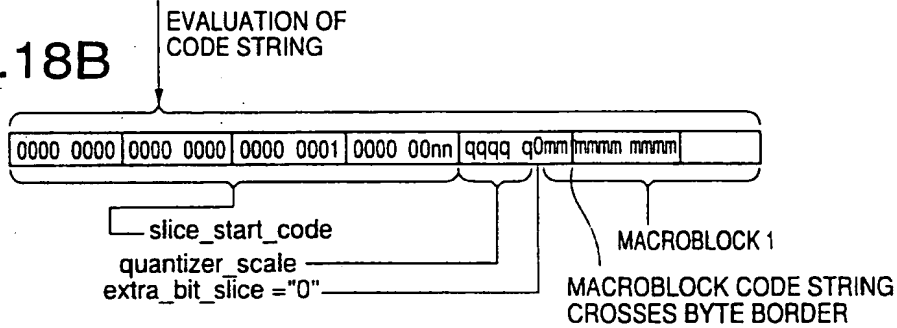 EVALUATION OF
CODE STRING
.18B
0000 0000 0000 0000 0000 0001 0000 00nn qqqq q0mm mmmm mmmm
slice_start_code
MACROBLOCK 1
quantizer_scale
extra_bit_slice ="0"
MACROBLOCK CODE STRING
CROSSES BYTE BORDER